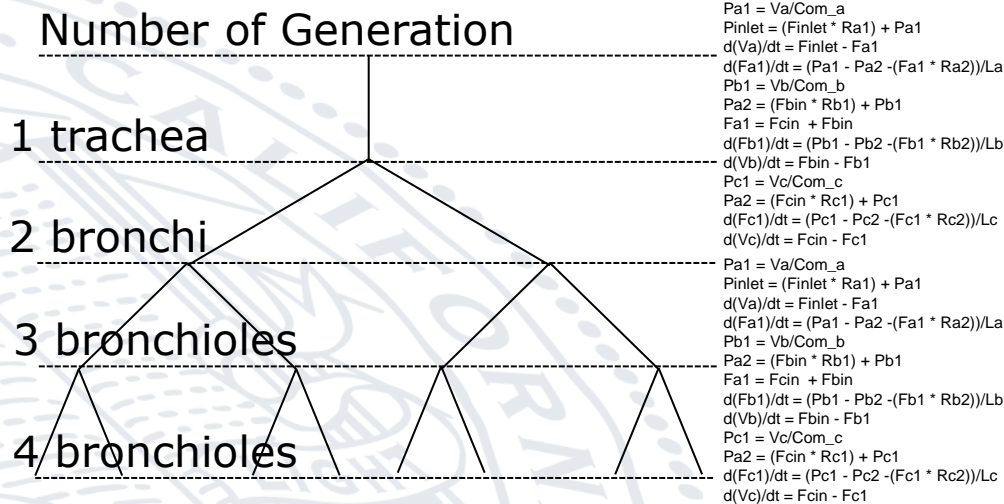 Number of Generation
1 trachea
2 bronchi
3 bronchioles
4 bronchioles
Pa1 = Va/Com_a
Pinlet = (Finlet * Ra1) + Pa1
d(Va)/dt = Finlet - Fa1
d(Fa1)/dt = (Pa1 - Pa2 -(Fa1 * Ra2))/La
Pb1 = Vb/Com_b
Pa2 = (Fbin * Rb1) + Pb1
Fa1 = Fcin + Fbin
d(Fb1)/dt = (Pb1 - Pb2 -(Fb1 * Rb2))/Lb
d(Vb)/dt = Fbin - Fb1
Pc1 = Vc/Com_c
Pa2 = (Fcin * Rc1) + Pc1
d(Fc1)/dt = (Pc1 - Pc2 -(Fc1 * Rc2))/Lc
d(Vc)/dt = Fcin - Fc1
Pa1 = Va/Com_a
Pinlet = (Finlet * Ra1) + Pa1
d(Va)/dt = Finlet - Fa1
d(Fa1)/dt = (Pa1 - Pa2 -(Fa1 * Ra2))/La
Pb1 = Vb/Com_b
Pa2 = (Fbin * Rb1) + Pb1
Fa1 = Fcin + Fbin
d(Fb1)/dt = (Pb1 - Pb2 -(Fb1 * Rb2))/Lb
d(Vb)/dt = Fbin - Fb1
Pc1 = Vc/Com_c
Pa2 = (Fcin * Rc1) + Pc1
d(Fc1)/dt = (Pc1 - Pc2 -(Fc1 * Rc2))/Lc
d(Vc)/dt = Fcin - Fc1
CALIFORN